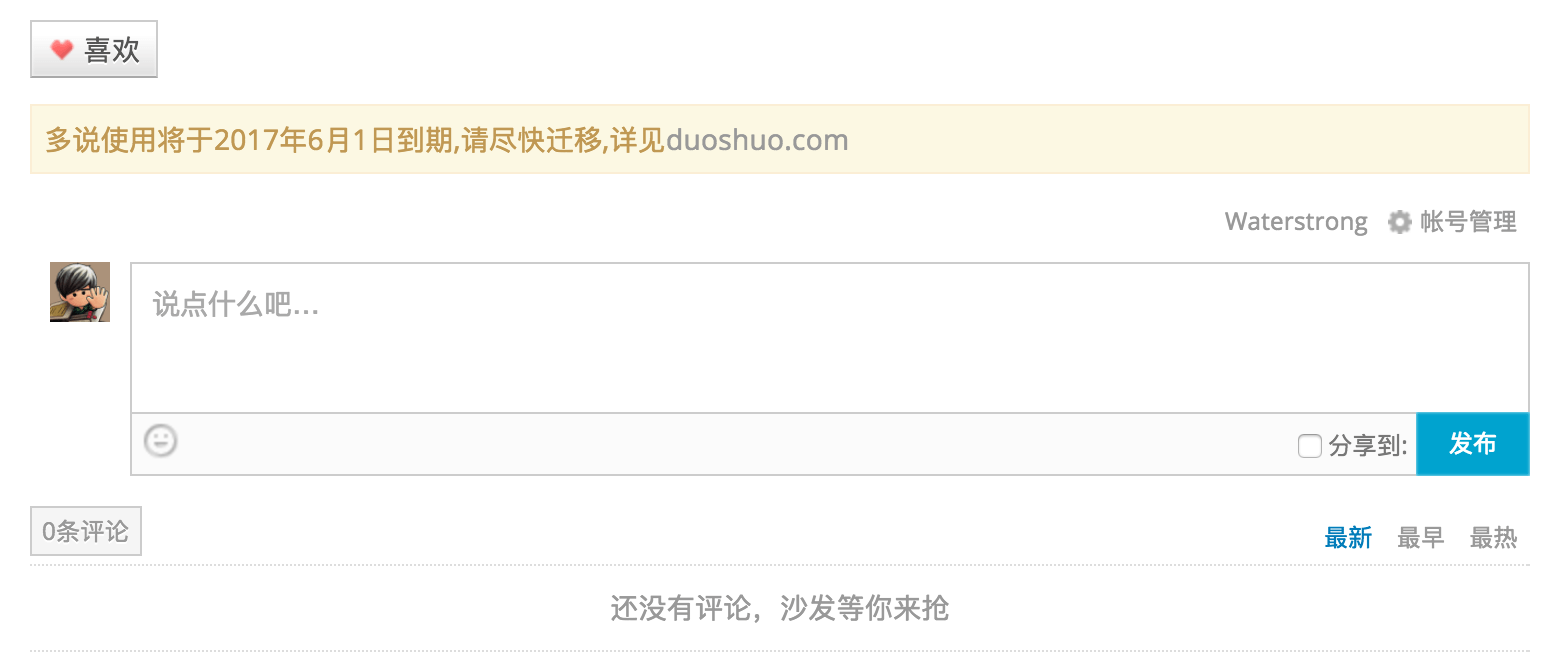 喜欢
多说使用将于2017年6月1日到期,请尽快迁移,详见duoshuo.com
Waterstrong 帐号管理
说点什么吧...
分享到: 发布
0条评论
最新 最早 最热
还没有评论，沙发等你来抢